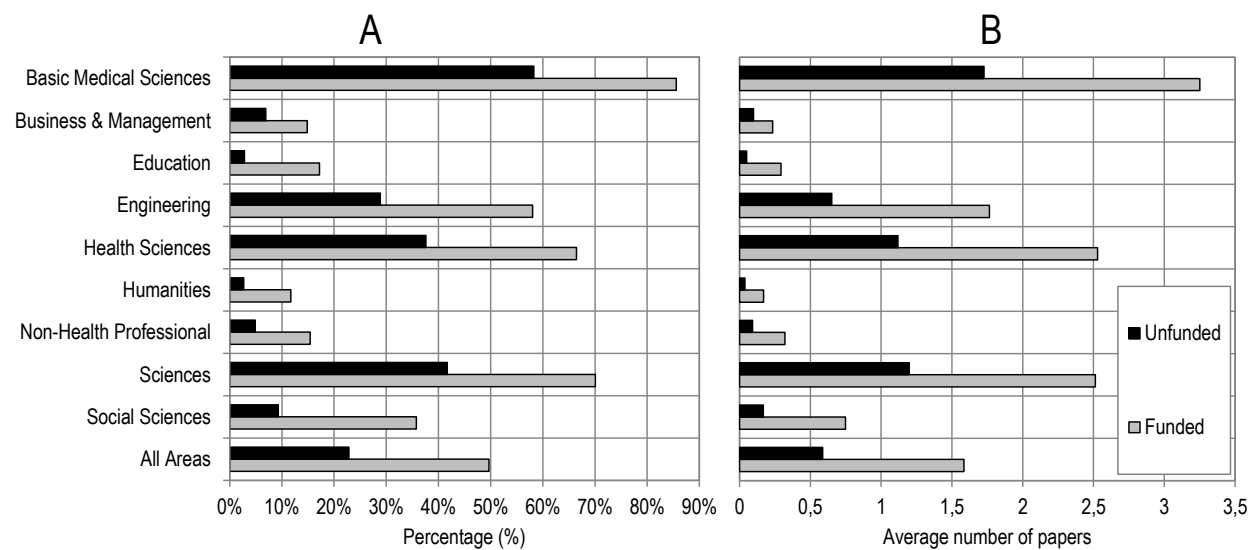 A
B
Basic Medical Sciences
Business & Management
Education
Engineering
Health Sciences
Humanities
Non-Health Professional
Sciences
Social Sciences
All Areas
Unfunded
Funded
0% 10% 20% 30% 40% 50% 60% 70% 80% 90%
0 0,5 1 1,5 2 2,5 3 3,5
Percentage (%)
Average number of papers